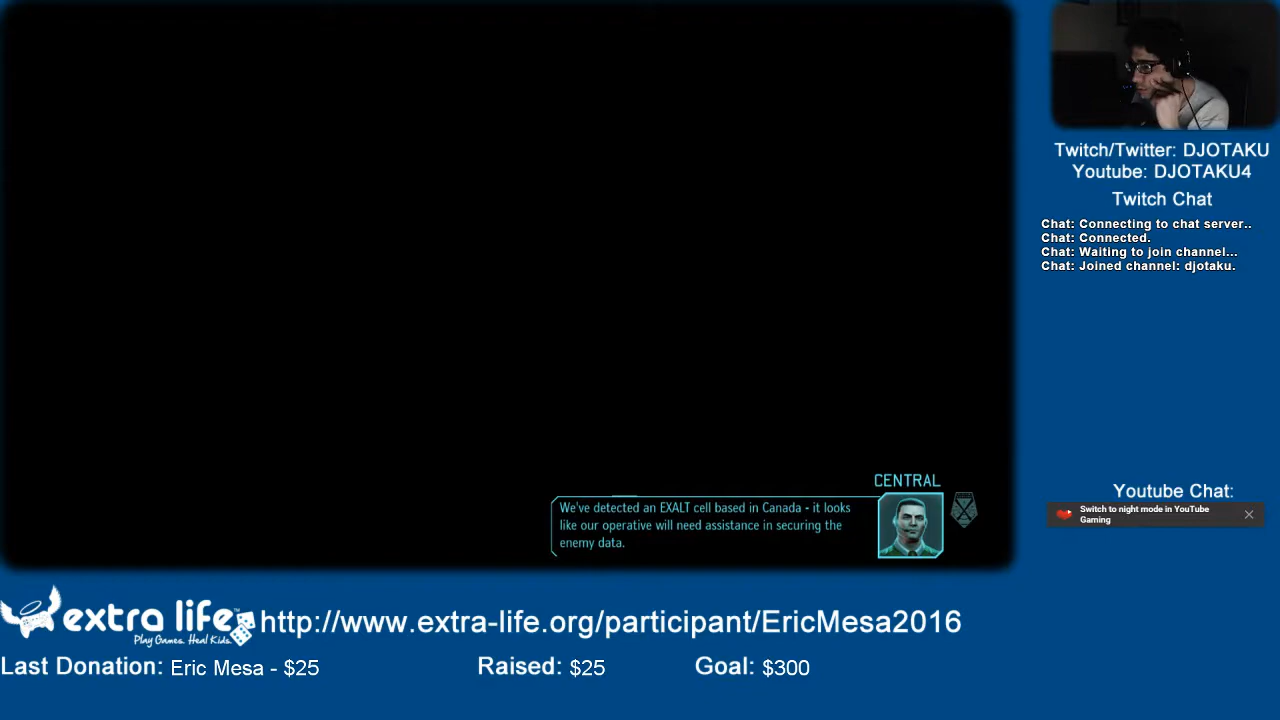 Twitch/Twitter: DJOTAKU
Youtube: DJOTAKU4
Twitch Chat
Chat: Connecting to chat server..
Chat: Connected.
Chat: Waiting to join channel...
Chat: Joined channel: djotaku.
CENTRAL
We've detected an EXALT cell based in Canada - it looks
like our operative will need assistance in securing the
enemy data.
Youtube Chat:
Switch to night mode in YouTube
Gaming
extra life
Play Games. Heal Kids.
http://www.extra-life.org/participant/EricMesa2016
Last Donation: Eric Mesa - $25
Raised: $25
Goal: $300